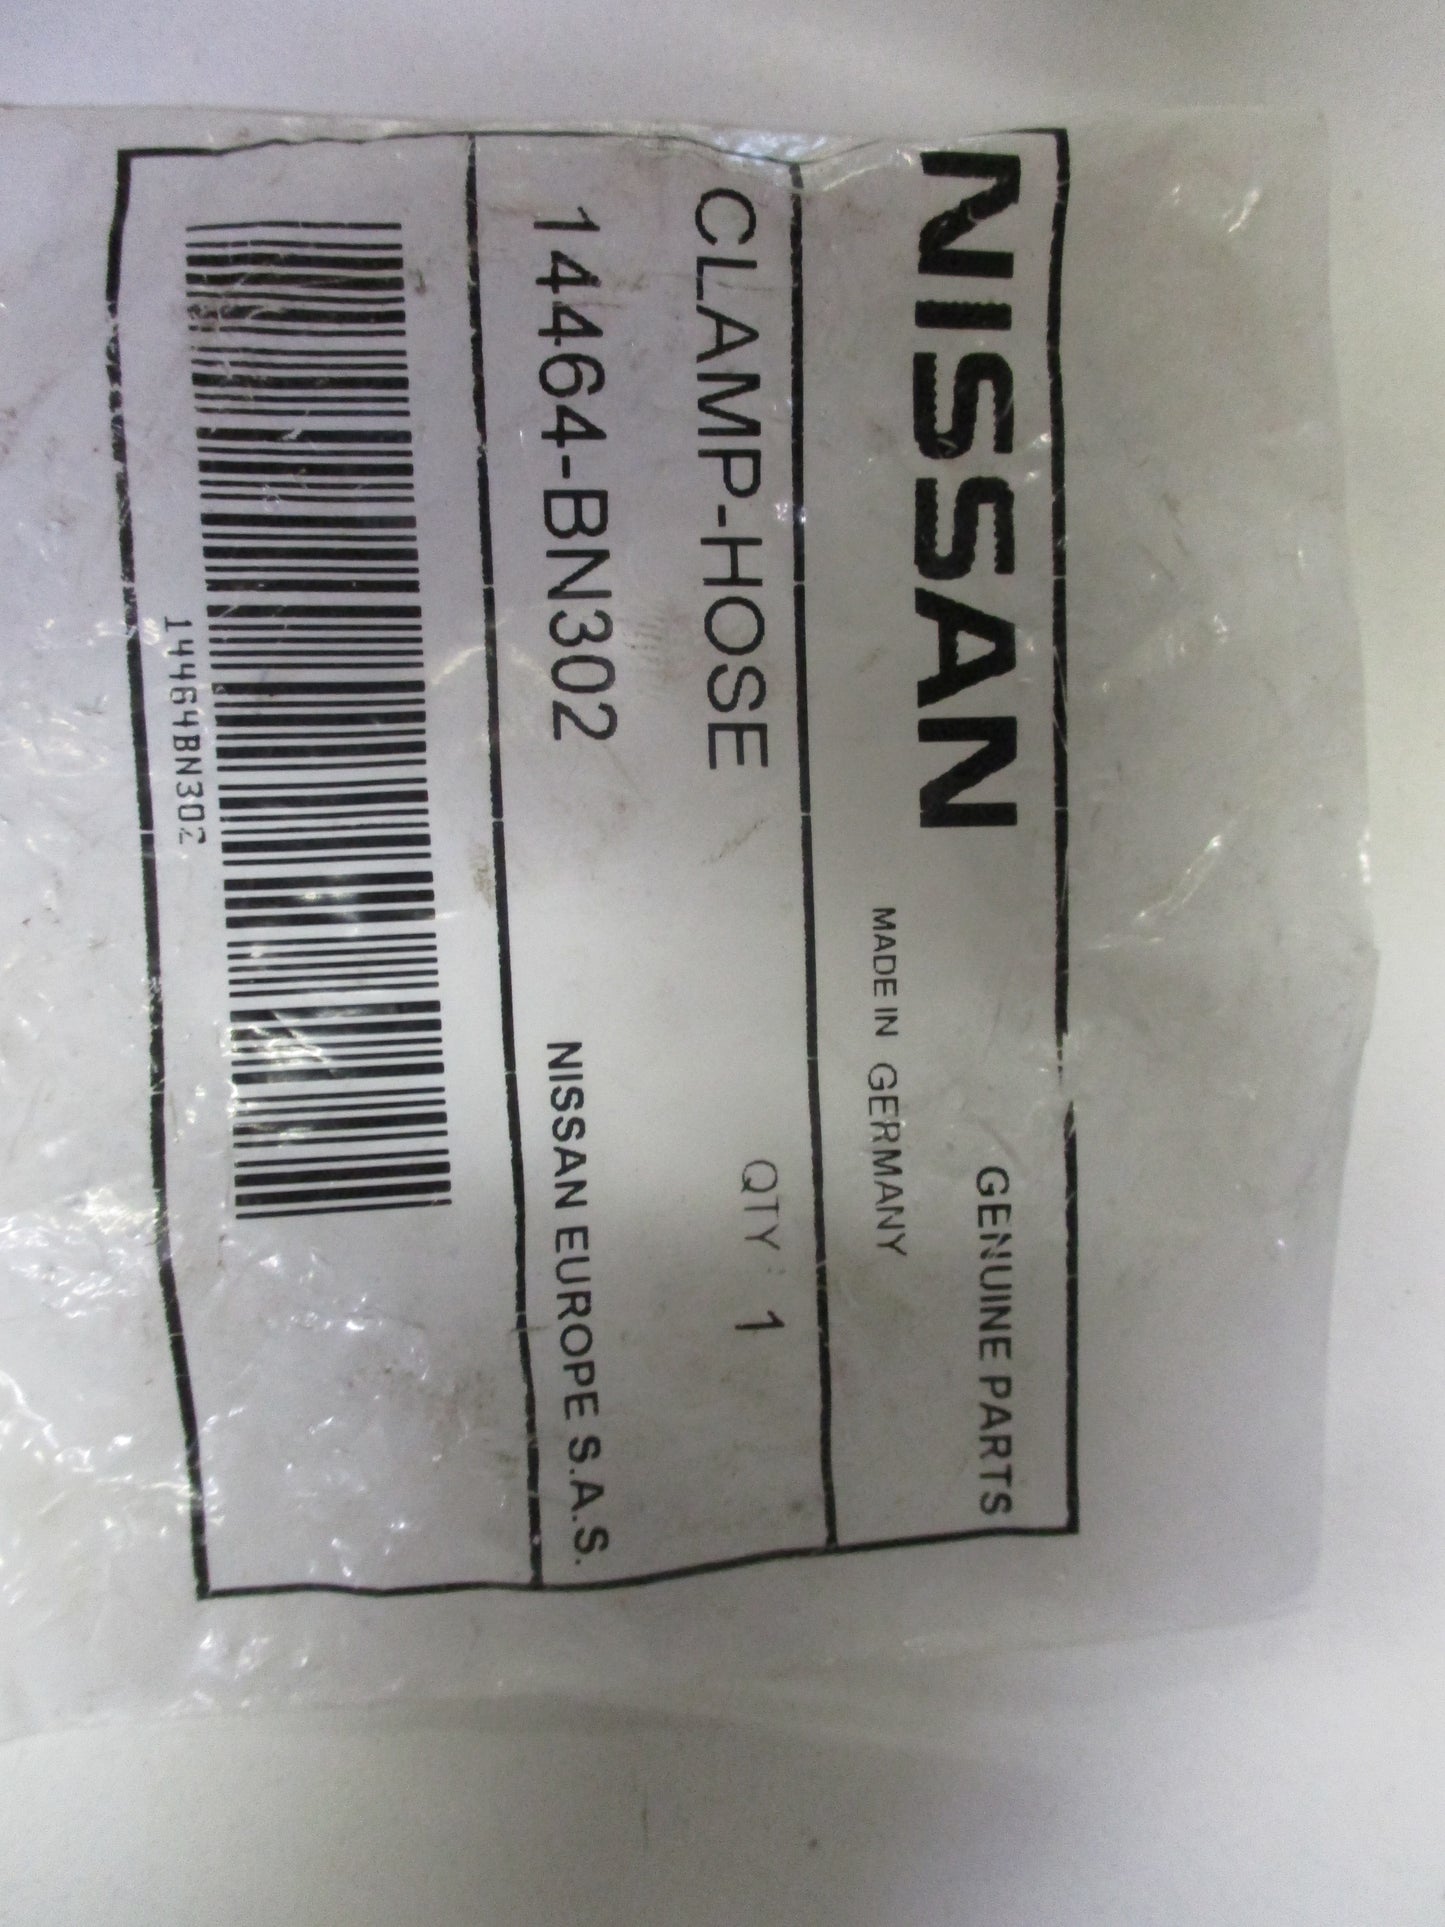 NISSAN
GENUINE PARTS
MADE IN GERMANY
CLAMP-HOSE
QTY : 1
14464-BN302
NISSAN EUROPE S.A.S.
14464BN302